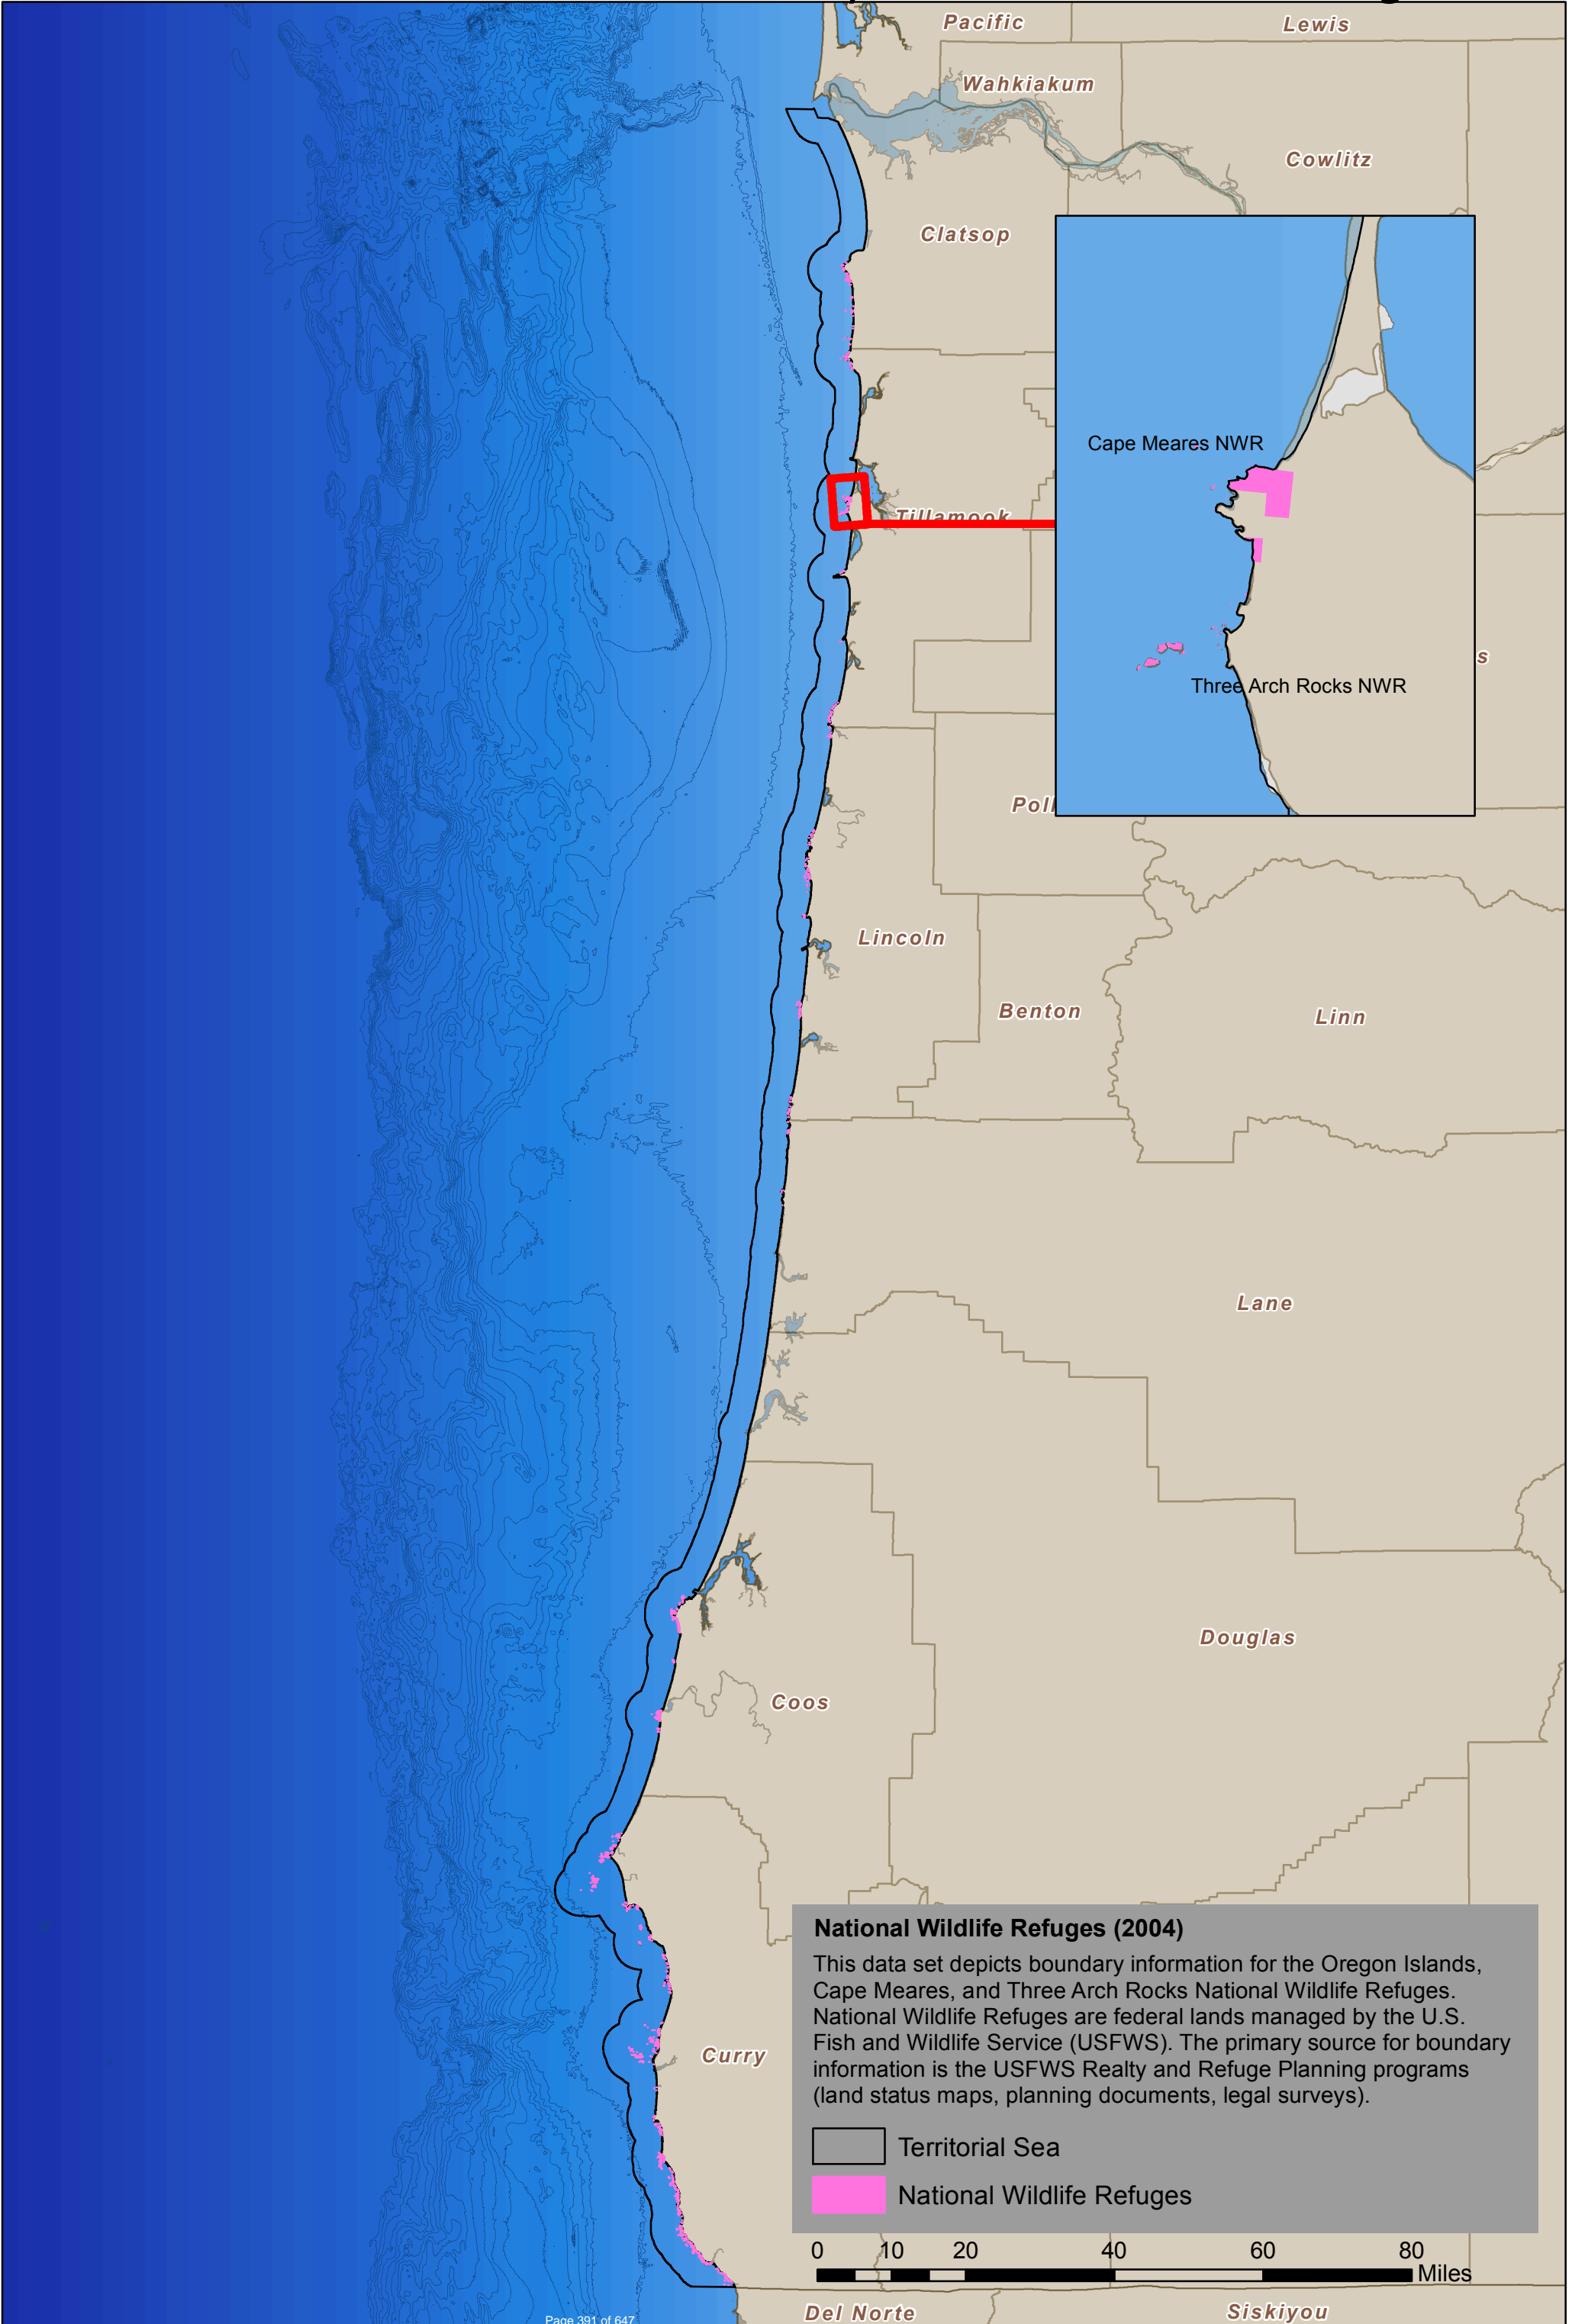 Pacific
Lewis
Wahkiakum
Cowlitz
Clatsop
Cape Meares NWR
Tillamook
s
Three Arch Rocks NWR
Pol
Lincoln
Benton
Linn
Lane
Douglas
Coos
Curry
National Wildlife Refuges (2004)
This data set depicts boundary information for the Oregon Islands,
Cape Meares, and Three Arch Rocks National Wildlife Refuges.
National Wildlife Refuges are federal lands managed by the U.S.
Fish and Wildlife Service (USFWS). The primary source for boundary
information is the USFWS Realty and Refuge Planning programs
(land status maps, planning documents, legal surveys).
Territorial Sea
National Wildlife Refuges
0 10 20 40 60 80
Miles
Del Norte
Siskiyou
Page 391 of 647